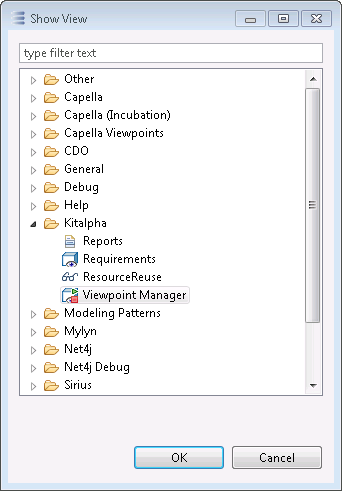 Show View
type filter text
Other
Capella
Capella (Incubation)
Capella Viewpoints
CDO
General
Debug
Help
Kitalpha
Reports
Requirements
ResourceReuse
Viewpoint Manager
Modeling Patterns
Mylyn
Net4j
Net4j Debug
Sirius
OK
Cancel